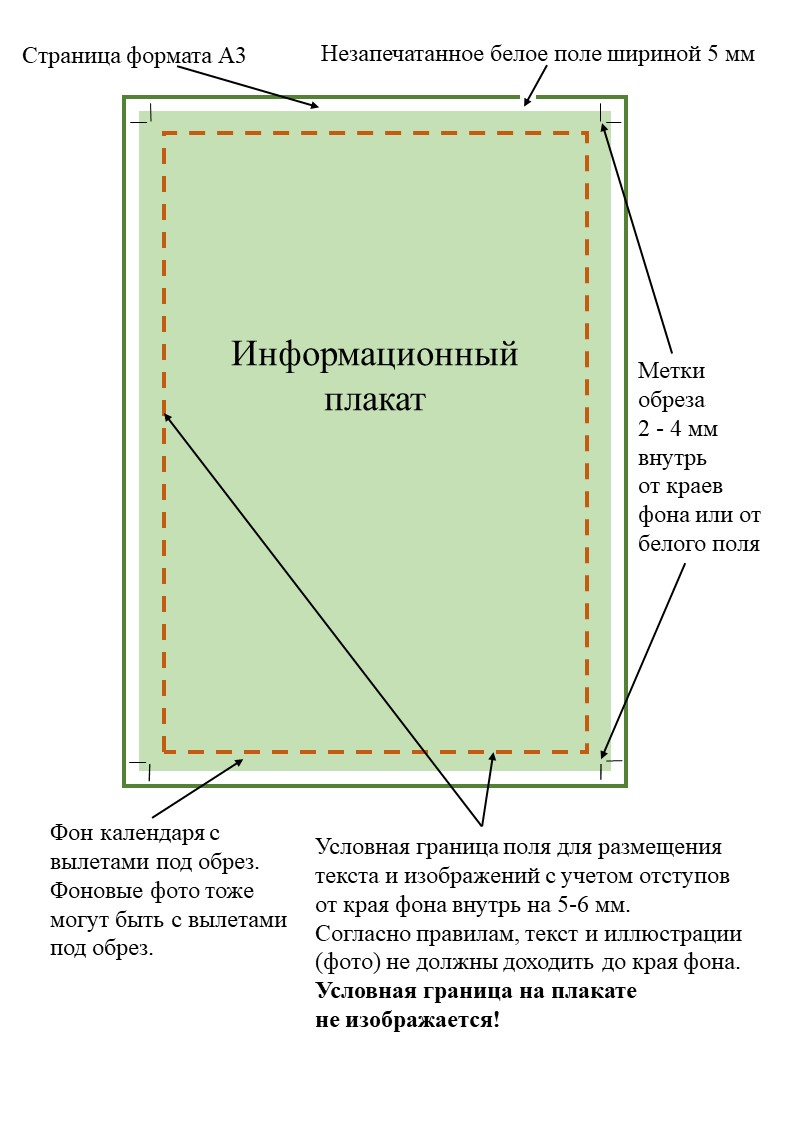 Страница формата А3
Незапечатанное белое поле шириной 5 мм
Информационный
плакат
Метки
обреза
2 - 4 мм
внутрь
от краев
фона или от
белого поля
Фон календаря с
вылетами под обрез.
Фоновые фото тоже
могут быть с вылетами
под обрез.
Условная граница поля для размещения
текста и изображений с учетом отступов
от края фона внутрь на 5-6 мм.
Согласно правилам, текст и иллюстрации
(фото) не должны доходить до края фона.
Условная граница на плакате
не изображается!